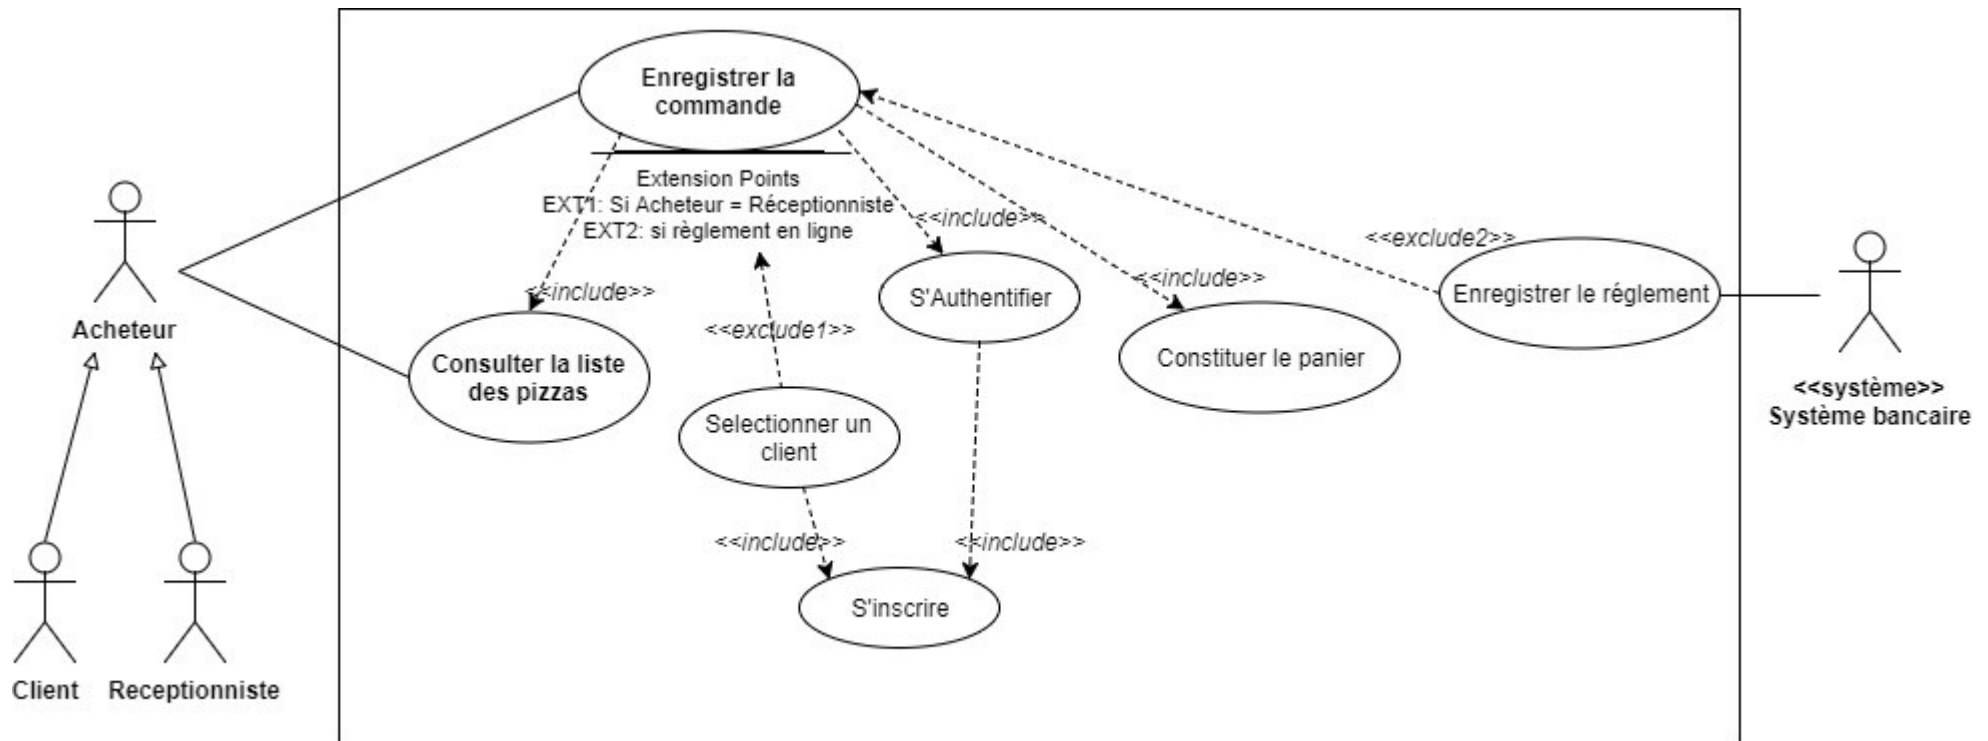 Enregistrer la
commande
Extension Points
EXT1: Si Acheteur = Réceptionniste
EXT2: si règlement en ligne
<<include>>
<<exclude2>>
<<include>>
<<include>>
S'Authentifier
Enregistrer le réglement
Acheteur
<<exclude1>>
Consulter la liste
des pizzas
Constituer le panier
<<système>>
Système bancaire
Selectionner un
client
<<include>>
<<include>>
S'inscrire
Client
Receptionniste